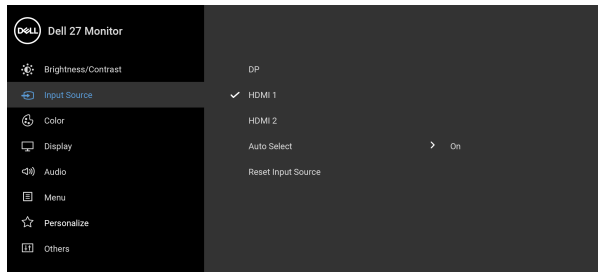 DELL Dell 27 Monitor
Brightness/Contrast DP
Input Source HDMI 1
Color HDMI 2
Display Auto Select On
Audio Reset Input Source
Menu
Personalize
Others